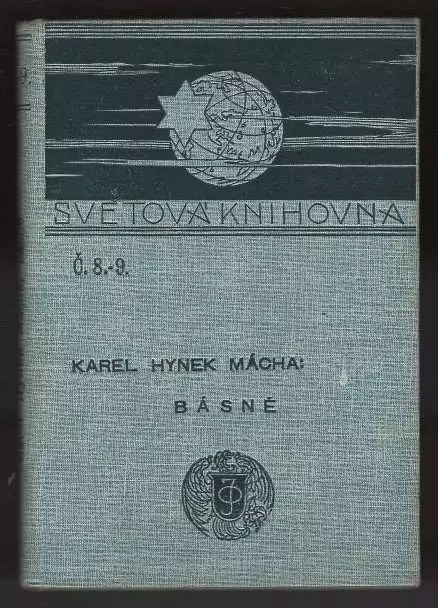 SVĚTOVÁ KNIHOVNA
Č. 8.-9.
KAREL HYNEK MÁCHA:
BÁSNĚ